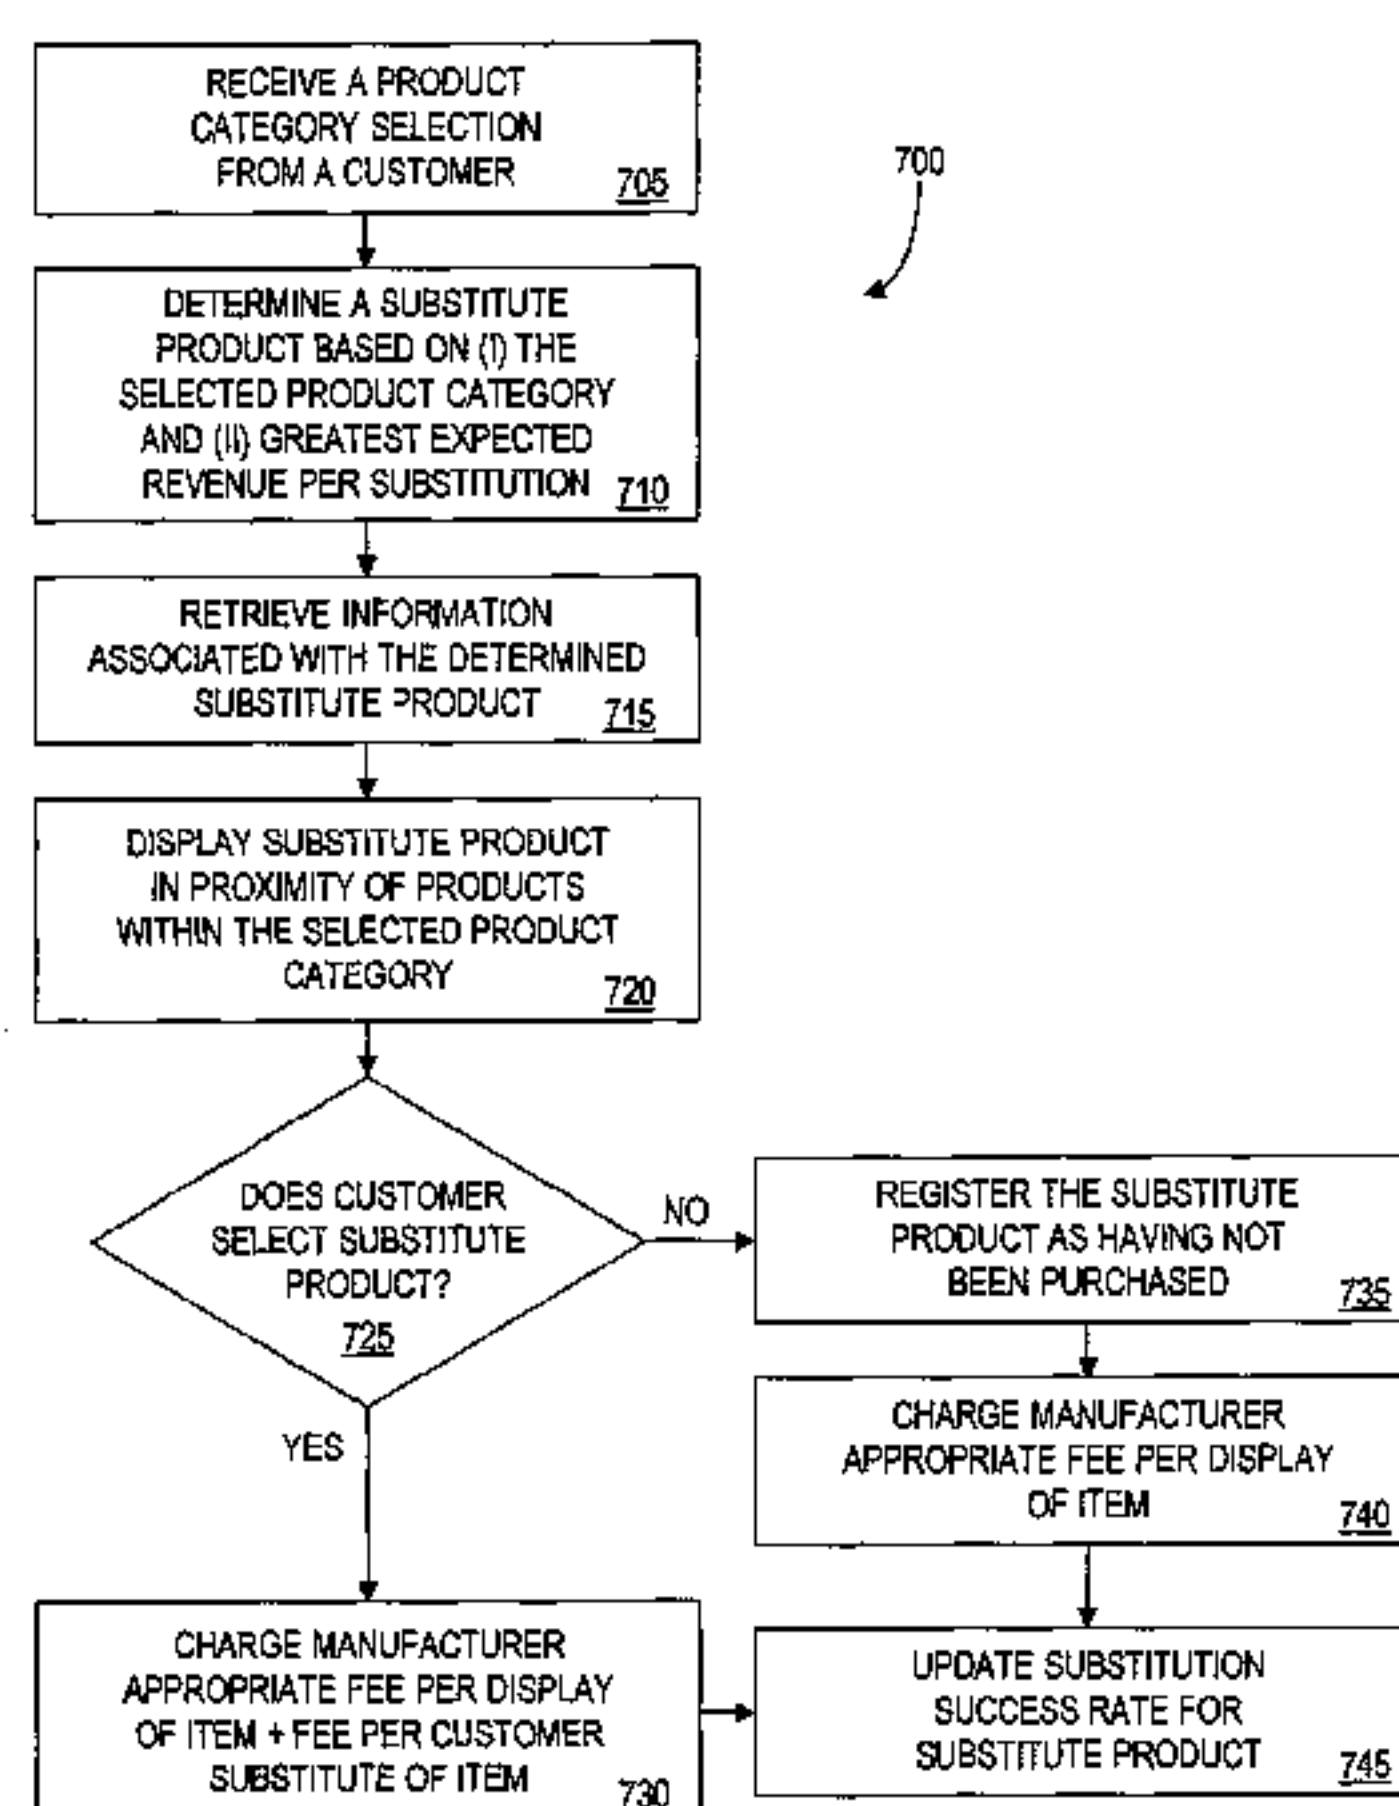 RECEIVE A PRODUCT
CATEGORY SELECTION
FROM A CUSTOMER
705
700
DETERMINE A SUBSTITUTE
PRODUCT BASED ON (I) THE
SELECTED PRODUCT CATEGORY
AND (II) GREATEST EXPECTED
REVENUE PER SUBSTITUTION
710
RETRIEVE INFORMATION
ASSOCIATED WITH THE DETERMINED
SUBSTITUTE PRODUCT
715
DISPLAY SUBSTITUTE PRODUCT
IN PROXIMITY OF PRODUCTS
WITHIN THE SELECTED PRODUCT
CATEGORY
720
DOES CUSTOMER
SELECT SUBSTITUTE
PRODUCT?
725
NO
REGISTER THE SUBSTITUTE
PRODUCT AS HAVING NOT
BEEN PURCHASED
735
CHARGE MANUFACTURER
APPROPRIATE FEE PER DISPLAY
OF ITEM
740
YES
CHARGE MANUFACTURER
APPROPRIATE FEE PER DISPLAY
OF ITEM + FEE PER CUSTOMER
SUBSTITUTE OF ITEM
730
UPDATE SUBSTITUTION
SUCCESS RATE FOR
SUBSTITUTE PRODUCT
745